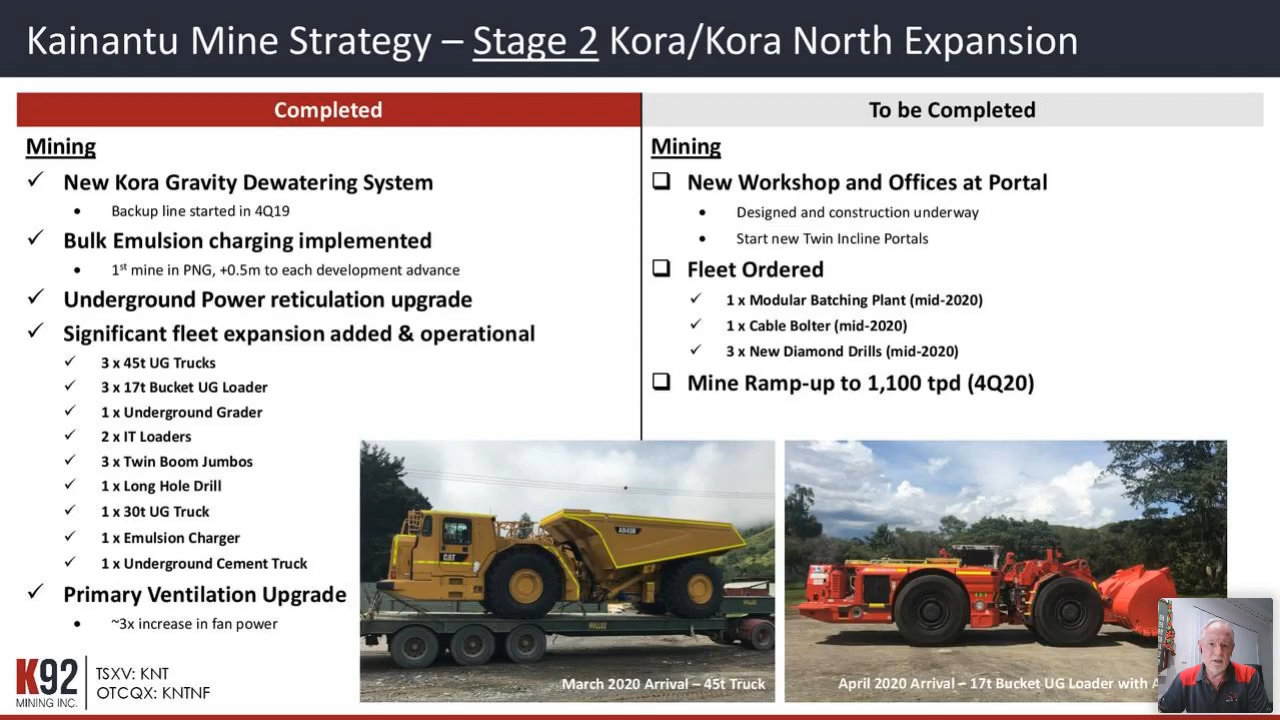 Kainantu Mine Strategy – Stage 2 Kora/Kora North Expansion
Completed
Mining
✓ New Kora Gravity Dewatering System
• Backup line started in 4Q19
✓ Bulk Emulsion charging implemented
• 1st mine in PNG, +0.5m to each development advance
✓ Underground Power reticulation upgrade
✓ Significant fleet expansion added & operational
✓ 3 x 45t UG Trucks
✓ 3 x 17t Bucket UG Loader
✓ 1 x Underground Grader
✓ 2 x IT Loaders
✓ 3 x Twin Boom Jumbos
✓ 1 x Long Hole Drill
✓ 1 x 30t UG Truck
✓ 1 x Emulsion Charger
✓ 1 x Underground Cement Truck
✓ Primary Ventilation Upgrade
• ~3x increase in fan power
To be Completed
Mining
❑ New Workshop and Offices at Portal
• Designed and construction underway
• Start new Twin Incline Portals
❑ Fleet Ordered
✓ 1 x Modular Batching Plant (mid-2020)
✓ 1 x Cable Bolter (mid-2020)
✓ 3 x New Diamond Drills (mid-2020)
❑ Mine Ramp-up to 1,100 tpd (4Q20)
AD45B
CAT
March 2020 Arrival – 45t Truck
April 2020 Arrival – 17t Bucket UG Loader with
K92
MINING INC.
TSXV: KNT
OTCQX: KNTNF